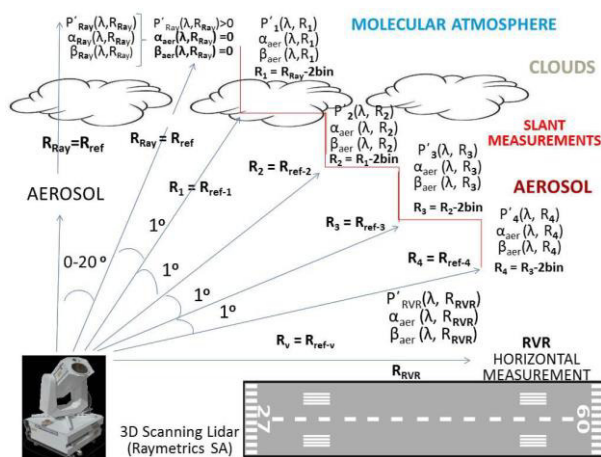 MOLECULAR ATMOSPHERE
CLOUDS
P′Ray(λ,RRay)
αRay(λ,RRay)
βRay(λ,RRay)
P′Ray(λ,RRay)>0
αaer(λ,RRay)=0
βaer(λ,RRay)=0
P′1(λ, R1)
αaer(λ,R1)
βaer(λ,R1)
R1 = RRay-2bin
SLANT
MEASUREMENTS
P′2(λ, R2)
αaer (λ, R2)
βaer (λ, R2)
R2 = R1-2bin
RRay=Rref
RRay=Rref
R1 = Rref-1
R2 = Rref-2
AEROSOL
AEROSOL
P′3(λ, R3)
αaer (λ, R3)
βaer (λ, R3)
R3 = R2-2bin
R3 = Rref-3
P′4(λ, R4)
αaer(λ, R4)
βaer(λ, R4)
R4 = R3-2bin
R4 = Rref-4
0-20 º
1º
1º
1º
1º
P′RVR(λ, RRVR)
αaer (λ, RRVR)
βaer (λ, RRVR)
Rv = Rref-v
RRVR
RVR
HORIZONTAL
MEASUREMENT
3D Scanning Lidar
(Raymetrics SA)
27
60